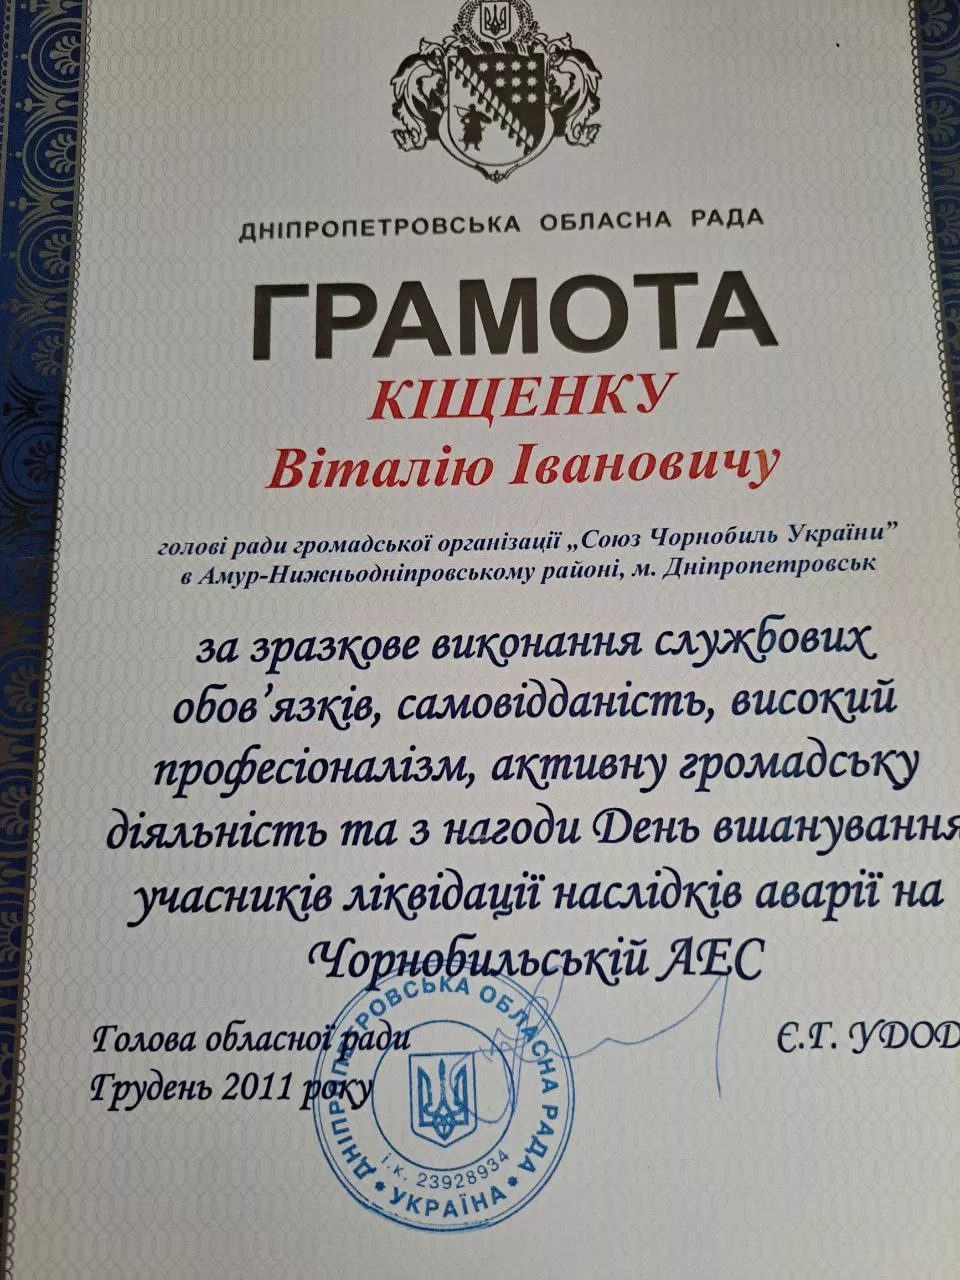 ДНІПРОПЕТРОВСЬКА ОБЛАСНА РАДА
ГРАМОТА
КІЩЕНКУ
Віталію Івановичу
голові ради громадської організації „Союз Чорнобиль України”
в Амур-Нижньодніпровському районі, м. Дніпропетровськ
за зразкове виконання службових
обов’язків, самовідданість, високий
професіоналізм, активну громадську
діяльність та з нагоди День вшанування
учасників ліквідації наслідків аварії на
Чорнобильській АЕС
Голова обласної ради
Є.Г. УДОД
Грудень 2011 року
ДНІПРОПЕТРОВСЬКА ОБЛАСНА РАДА
і.к. 23928934
* УКРАЇНА *